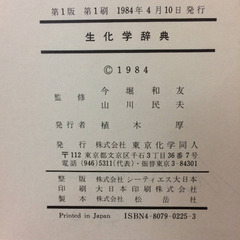 第1版 第1刷 1984年4月10日発行
生化学辞典
©1984
監修 今堀和友
山川民夫
発行者 植木厚
発行 株式会社 東京化学同人
〒112 東京都文京区千石3丁目36番7号
電話 (946) 5311(代)・振替東京3-84301
整版 株式会社 シーティエス大日本
印刷 大日本印刷株式会社
製本 株式会社 松岳社
Printed in Japan ISBN4-8079-0225-3